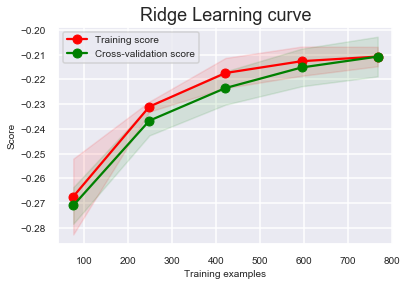 Ridge Learning curve
Training score
Cross-validation score
−0.20
−0.21
−0.22
−0.23
−0.24
−0.25
−0.26
−0.27
−0.28
Score
100 200 300 400 500 600 700 800
Training examples